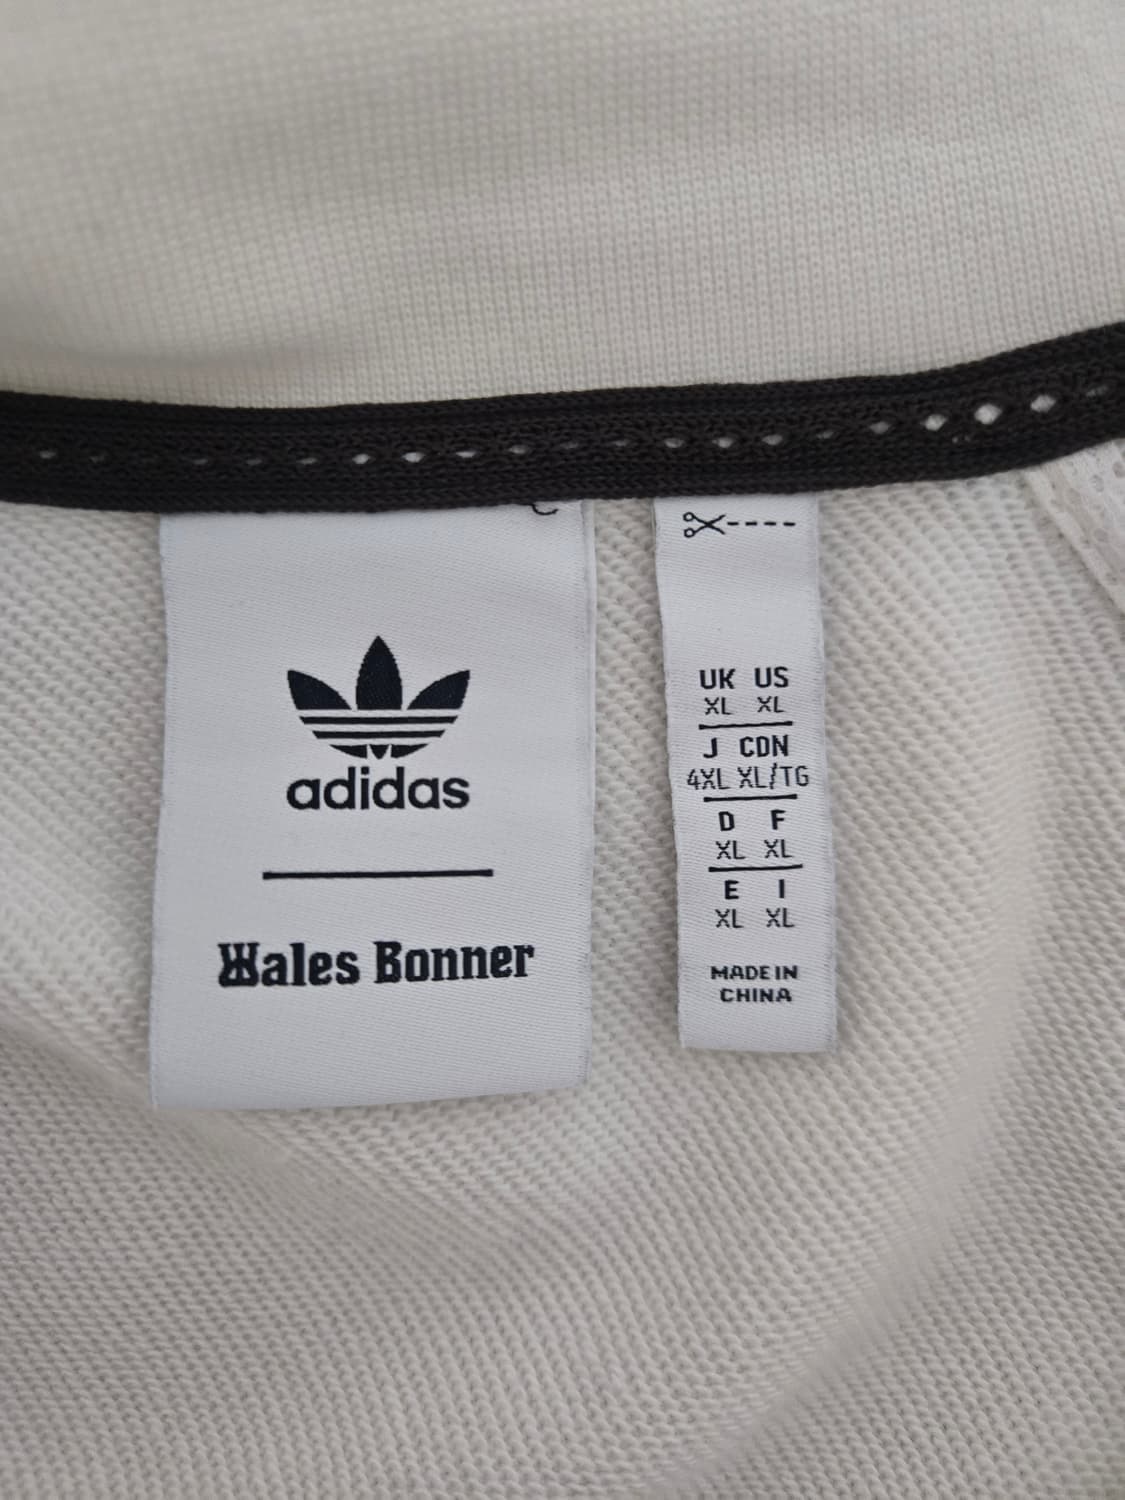 adidas
Wales Bonner
UK US
XL XL
J CDN
4XL XL/TG
D F
XL XL
E I
XL XL
MADE IN
CHINA